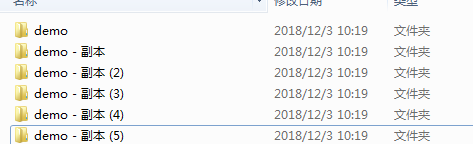 名称 修改日期 类型
demo 2018/12/3 10:19 文件夹
demo - 副本 2018/12/3 10:19 文件夹
demo - 副本 (2) 2018/12/3 10:19 文件夹
demo - 副本 (3) 2018/12/3 10:19 文件夹
demo - 副本 (4) 2018/12/3 10:19 文件夹
demo - 副本 (5) 2018/12/3 10:19 文件夹